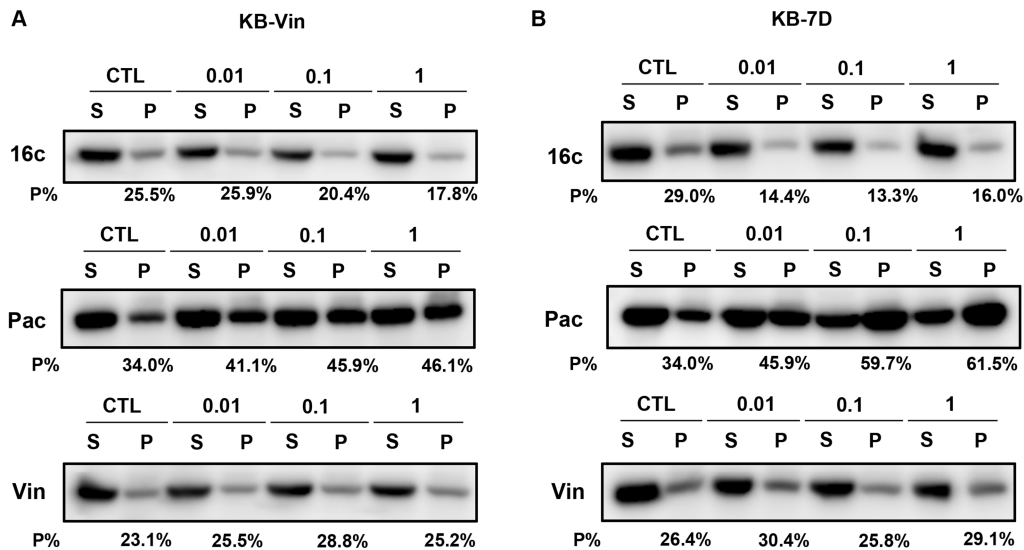 A KB-Vin
CTL 0.01 0.1 1
S P S P S P S P
16c
P% 25.5% 25.9% 20.4% 17.8%
CTL 0.01 0.1 1
S P S P S P S P
Pac
P% 34.0% 41.1% 45.9% 46.1%
CTL 0.01 0.1 1
S P S P S P S P
Vin
P% 23.1% 25.5% 28.8% 25.2%
B KB-7D
CTL 0.01 0.1 1
S P S P S P S P
16c
P% 29.0% 14.4% 13.3% 16.0%
CTL 0.01 0.1 1
S P S P S P S P
Pac
P% 34.0% 45.9% 59.7% 61.5%
CTL 0.01 0.1 1
S P S P S P S P
Vin
P% 26.4% 30.4% 25.8% 29.1%